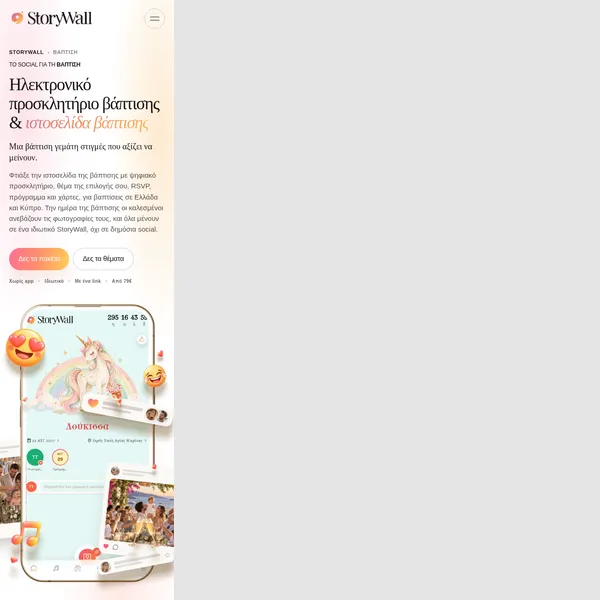 StoryWall
STORYWALL • ΒΑΠΤΙΣΗ
ΤΟ SOCIAL ΓΙΑ ΤΗ ΒΑΠΤΙΣΗ
Ηλεκτρονικό
προσκλητήριο βάπτισης
& ιστοσελίδα βάπτισης
Μια βάπτιση γεμάτη στιγμές που αξίζει να
μείνουν.
Φτιάξε την ιστοσελίδα της βάπτισης με ψηφιακό
προσκλητήριο, θέμα της επιλογής σου, RSVP,
πρόγραμμα και χάρτες, για βαπτίσεις σε Ελλάδα
και Κύπρο. Την ημέρα της βάπτισης οι καλεσμένοι
ανεβάζουν τις φωτογραφίες τους, και όλα μένουν
σε ένα ιδιωτικό StoryWall, όχι σε δημόσια social.
Δες τα πακέτα
Δες τα θέματα
Χωρίς app • Ιδιωτικό • Με ένα link • Από 79€
StoryWall
295 16 43 55
Λούκισσα